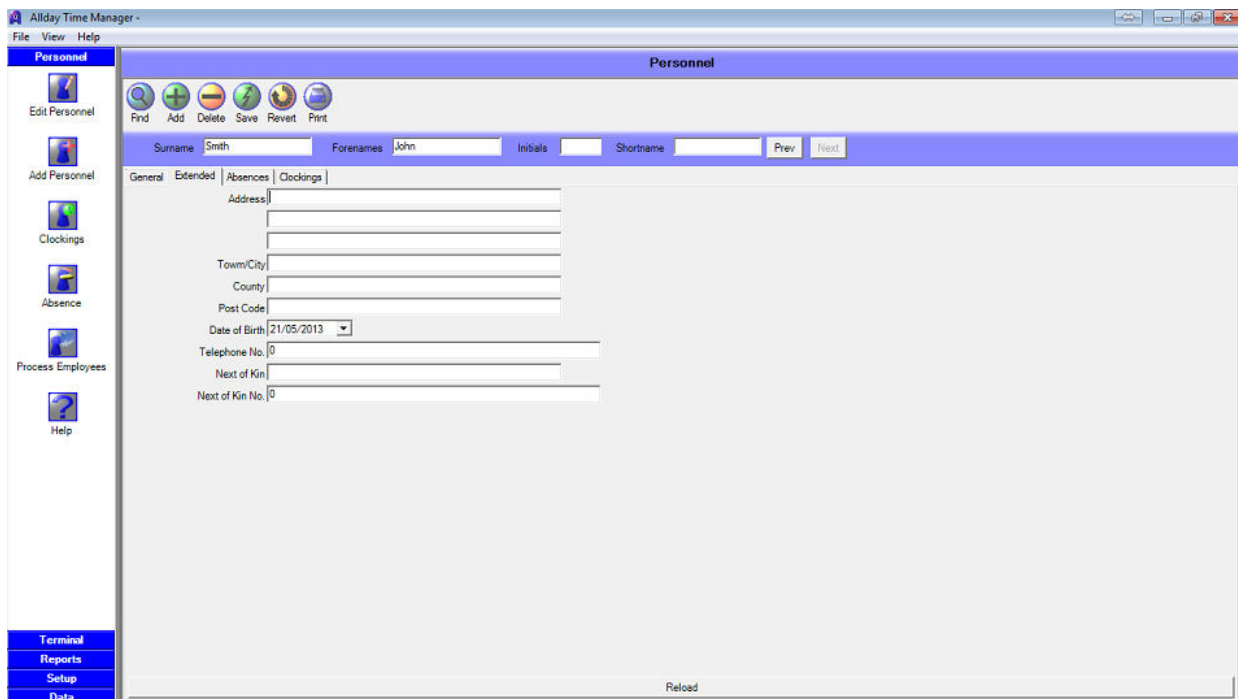 Allday Time Manager -
File View Help
Personnel
Personnel
Edit Personnel
Add Personnel
Clockings
Absence
Process Employees
Help
Terminal
Reports
Setup
Data
Find Add Delete Save Revert Print
Surname Smith Forenames John Initials Shortname Prev Next
General Extended Absences Clockings
Address
Towm/City
County
Post Code
Date of Birth 21/05/2013
Telephone No. 0
Next of Kin
Next of Kin No. 0
Reload